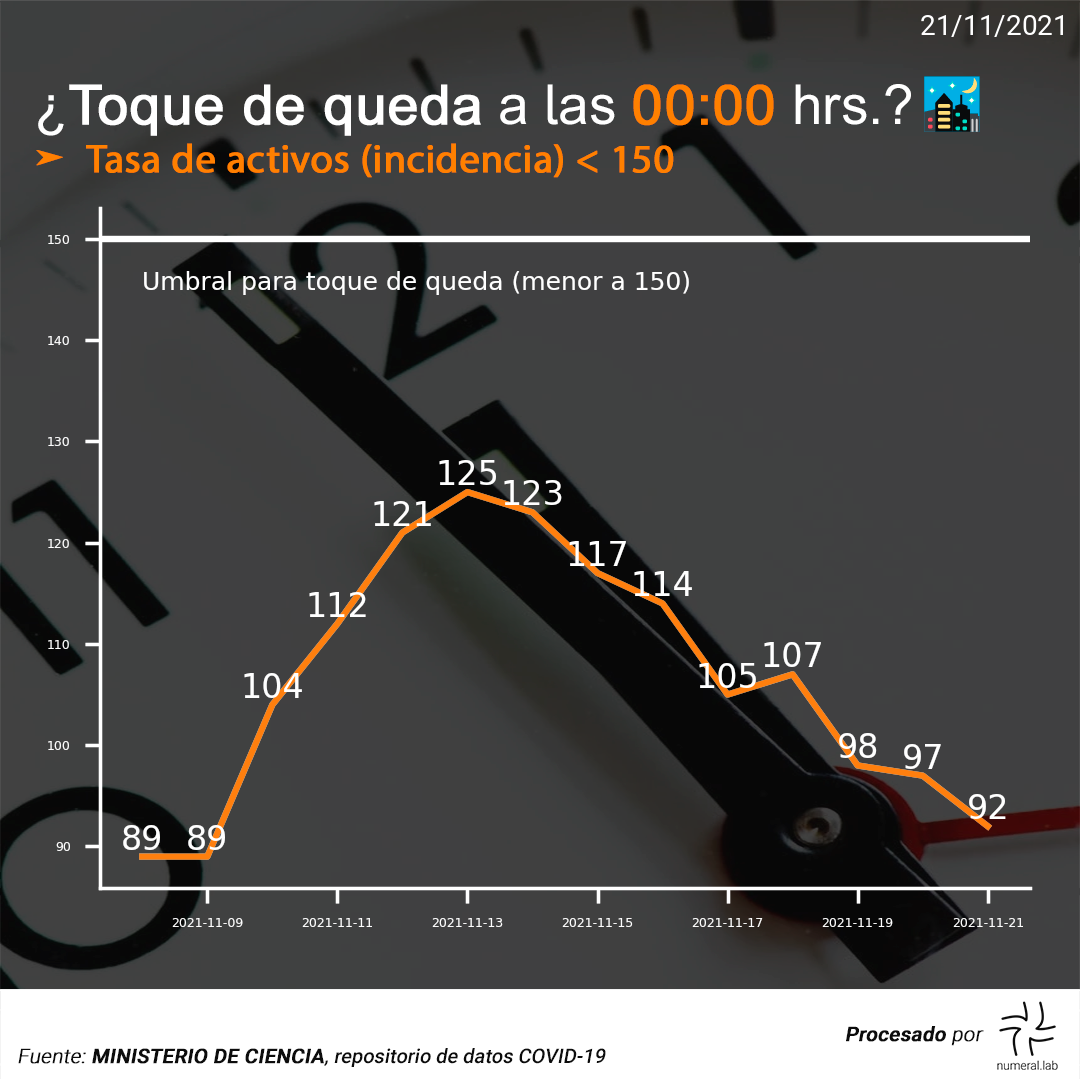 21/11/2021
¿Toque de queda a las 00:00 hrs.?
➤ Tasa de activos (incidencia) < 150
150
Umbral para toque de queda (menor a 150)
140
130
120
110
100
90
89 89 104 112 121 125 123 117 114 105 107 98 97 92
2021-11-09 2021-11-11 2021-11-13 2021-11-15 2021-11-17 2021-11-19 2021-11-21
12
1
11
10
Fuente: MINISTERIO DE CIENCIA, repositorio de datos COVID-19
Procesado por
numeral.lab